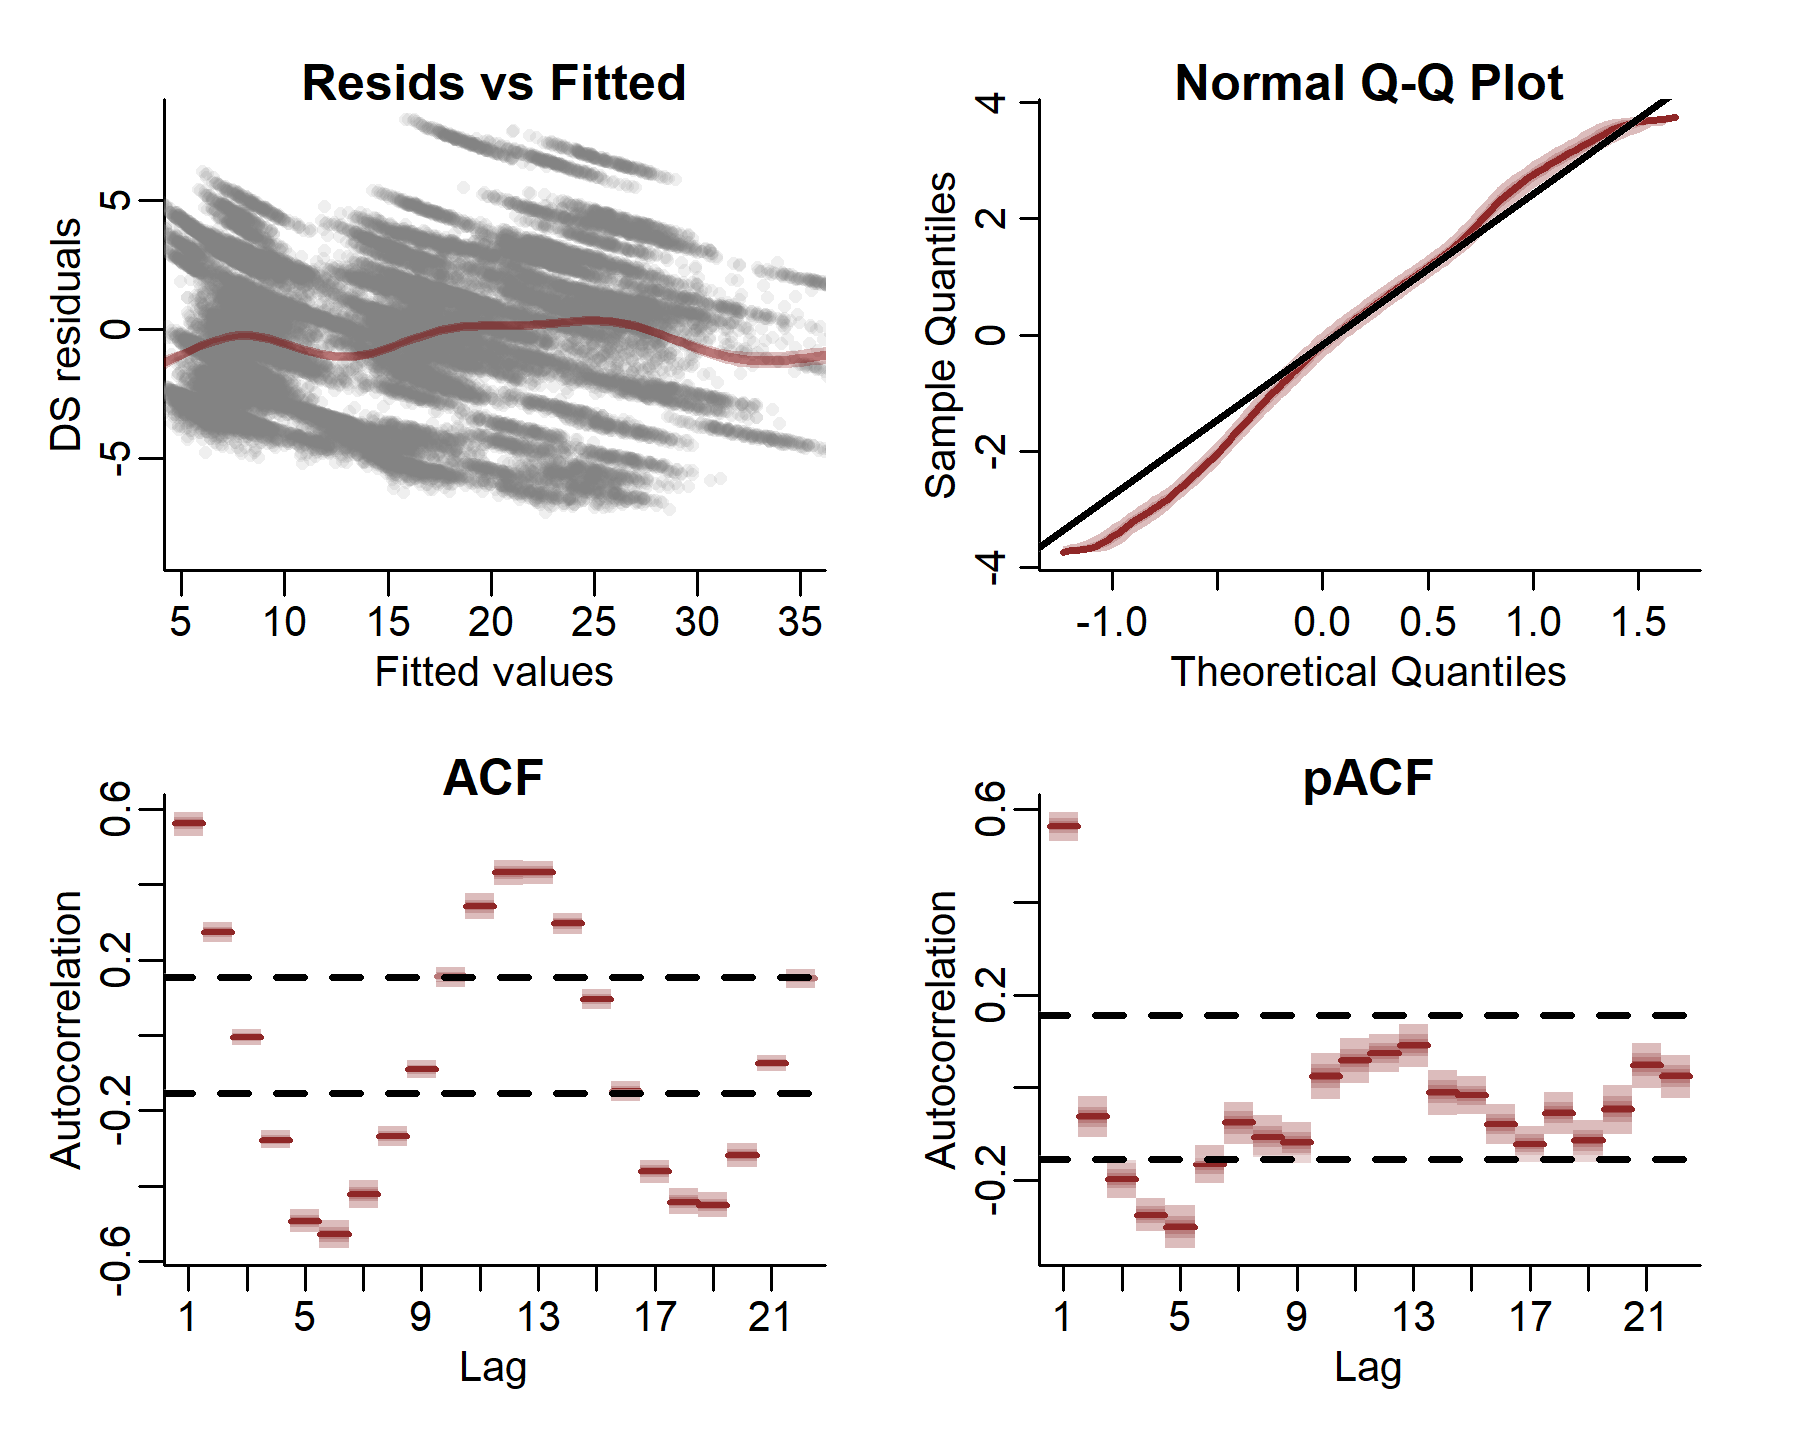 Resids vs Fitted
DS residuals
5
0
-5
5 10 15 20 25 30 35
Fitted values
Normal Q-Q Plot
Sample Quantiles
4
2
0
-2
-4
-1.0 0.0 0.5 1.0 1.5
Theoretical Quantiles
ACF
Autocorrelation
0.6
0.2
-0.2
-0.6
1 5 9 13 17 21
Lag
pACF
Autocorrelation
0.6
0.2
-0.2
1 5 9 13 17 21
Lag